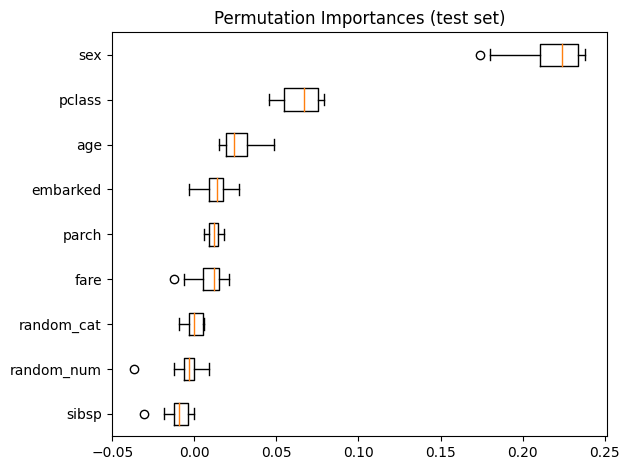 Permutation Importances (test set)
sex
pclass
age
embarked
parch
fare
random_cat
random_num
sibsp
−0.05 0.00 0.05 0.10 0.15 0.20 0.25